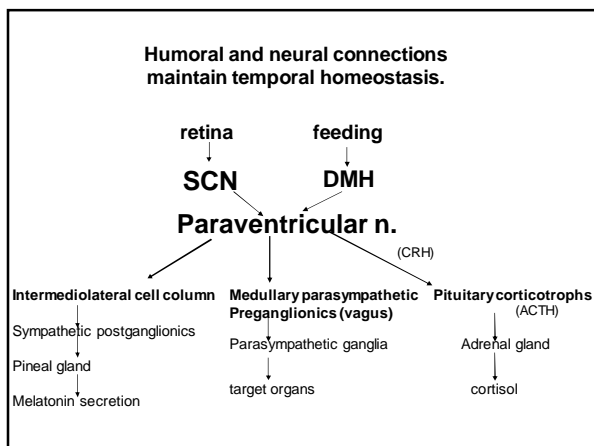 Humoral and neural connections
maintain temporal homeostasis.
retina feeding
SCN DMH
Paraventricular n.
(CRH)
Intermediolateral cell column Medullary parasympathetic Pituitary corticotrophs
Preganglionics (vagus) (ACTH)
Sympathetic postganglionics Parasympathetic ganglia Adrenal gland
Pineal gland
target organs cortisol
Melatonin secretion